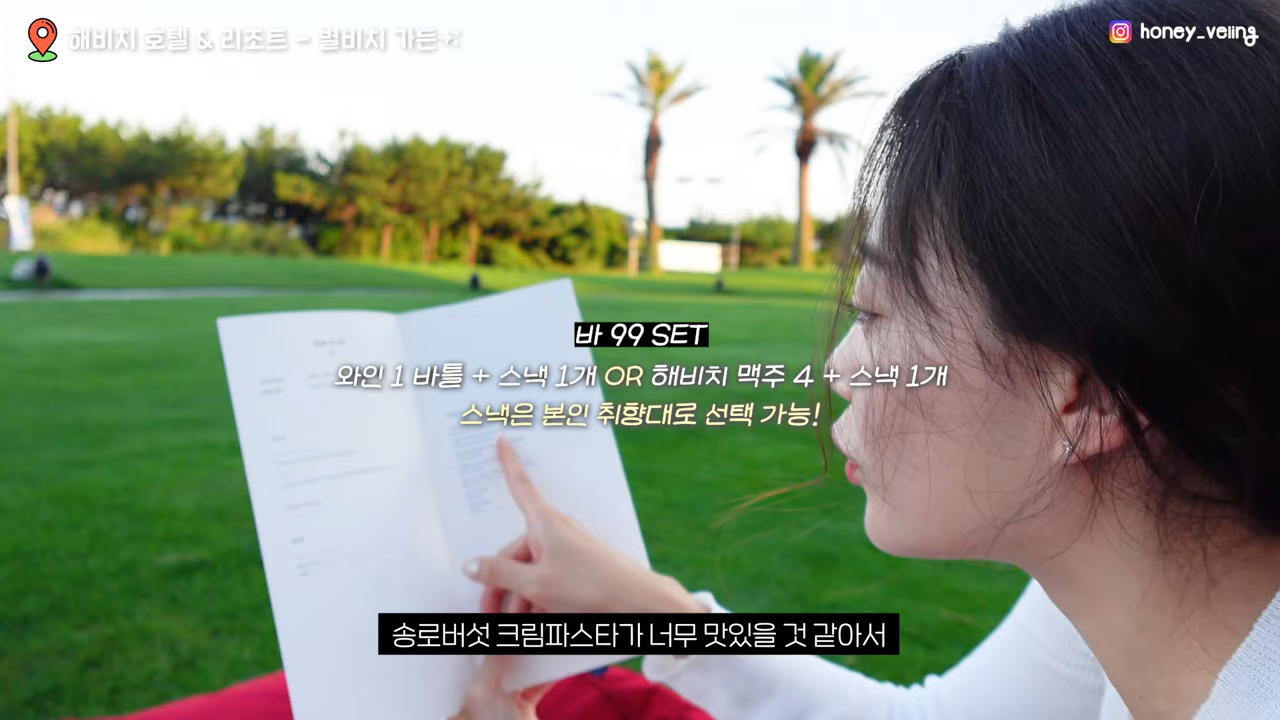 해비치 호텔 & 리조트 - 별비치 가든
honey_veiing
바 99 SET
와인 1 바틀 + 스낵 1개 OR 해비치 맥주 4 + 스낵 1개
스낵은 본인 취향대로 선택 가능!
송로버섯 크림파스타가 너무 맛있을 것 같아서